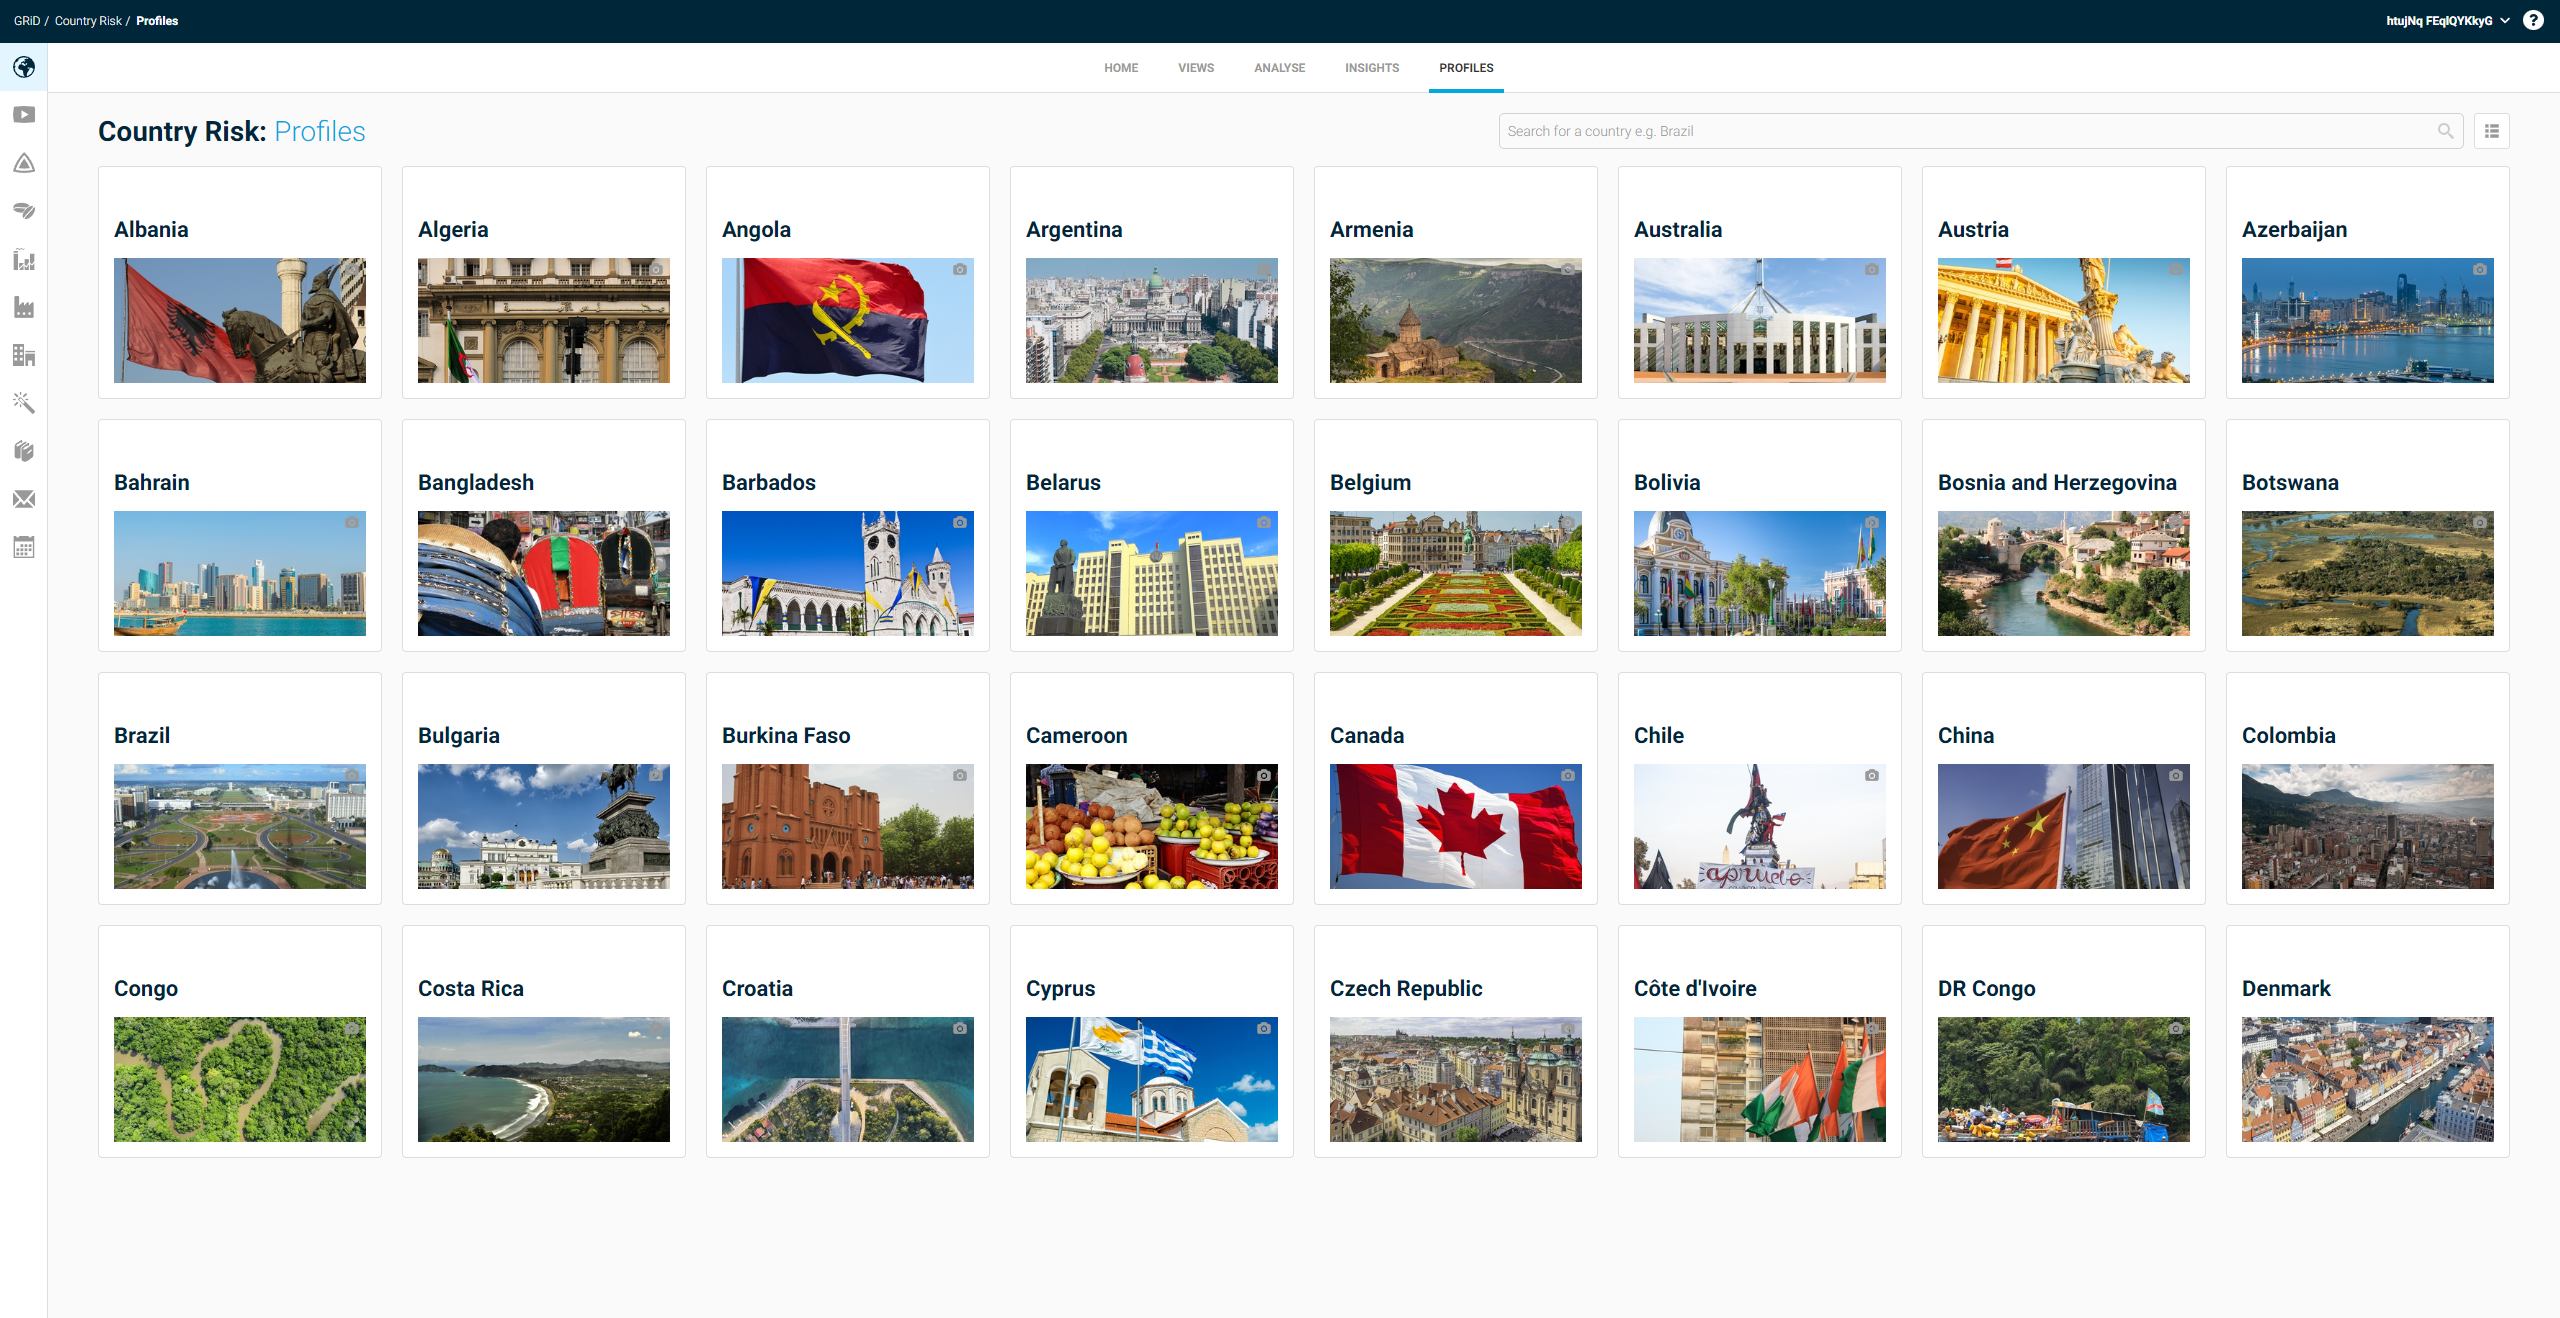 GRiD / Country Risk / Profiles
htujNq FEqIQYKkyG
HOME VIEWS ANALYSE INSIGHTS PROFILES
Country Risk: Profiles
Search for a country e.g. Brazil
Albania
Algeria
Angola
Argentina
Armenia
Australia
Austria
Azerbaijan
Bahrain
Bangladesh
Barbados
Belarus
Belgium
Bolivia
Bosnia and Herzegovina
Botswana
Brazil
Bulgaria
Burkina Faso
Cameroon
Canada
Chile
China
Colombia
apruebo
Congo
Costa Rica
Croatia
Cyprus
Czech Republic
Côte d'Ivoire
DR Congo
Denmark